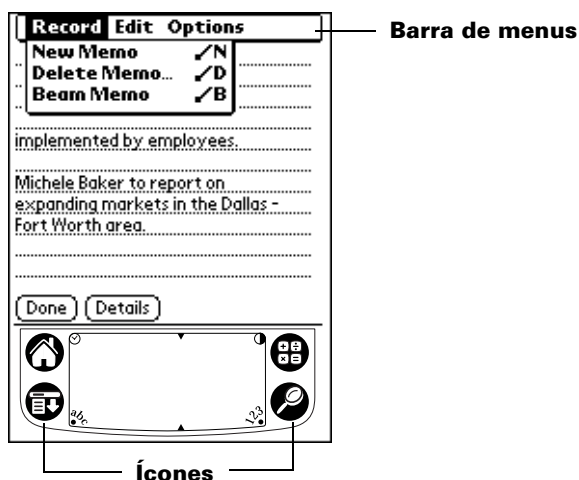 Record Edit Options
Barra de menus
New Memo /N
Delete Memo... /D
Beam Memo /B
implemented by employees.
Michele Baker to report on
expanding markets in the Dallas -
Fort Worth area.
Done Details
abc
123
Ícones